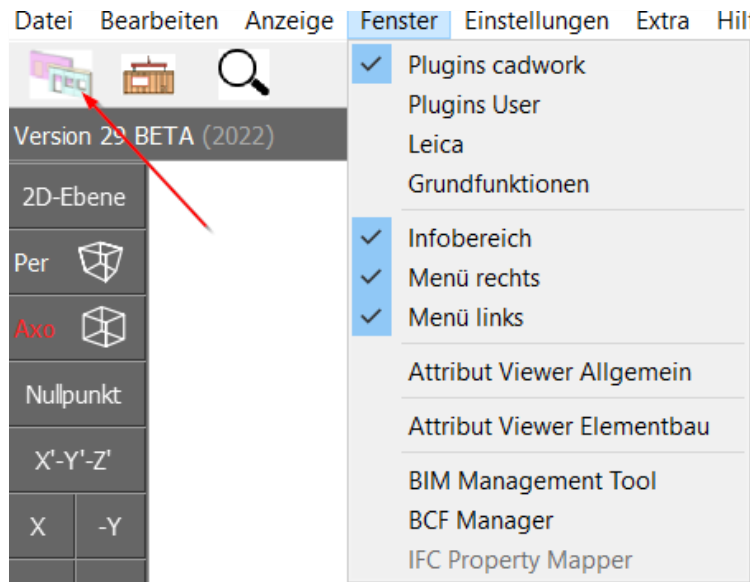 Datei Bearbeiten Anzeige Fenster Einstellungen Extra
Version 29 BETA (2022)
2D-Ebene
Per
Axo
Nullpunkt
X'-Y'-Z'
X -Y
Plugins cadwork
Plugins User
Leica
Grundfunktionen
Infobereich
Menü rechts
Menü links
Attribut Viewer Allgemein
Attribut Viewer Elementbau
BIM Management Tool
BCF Manager
IFC Property Mapper